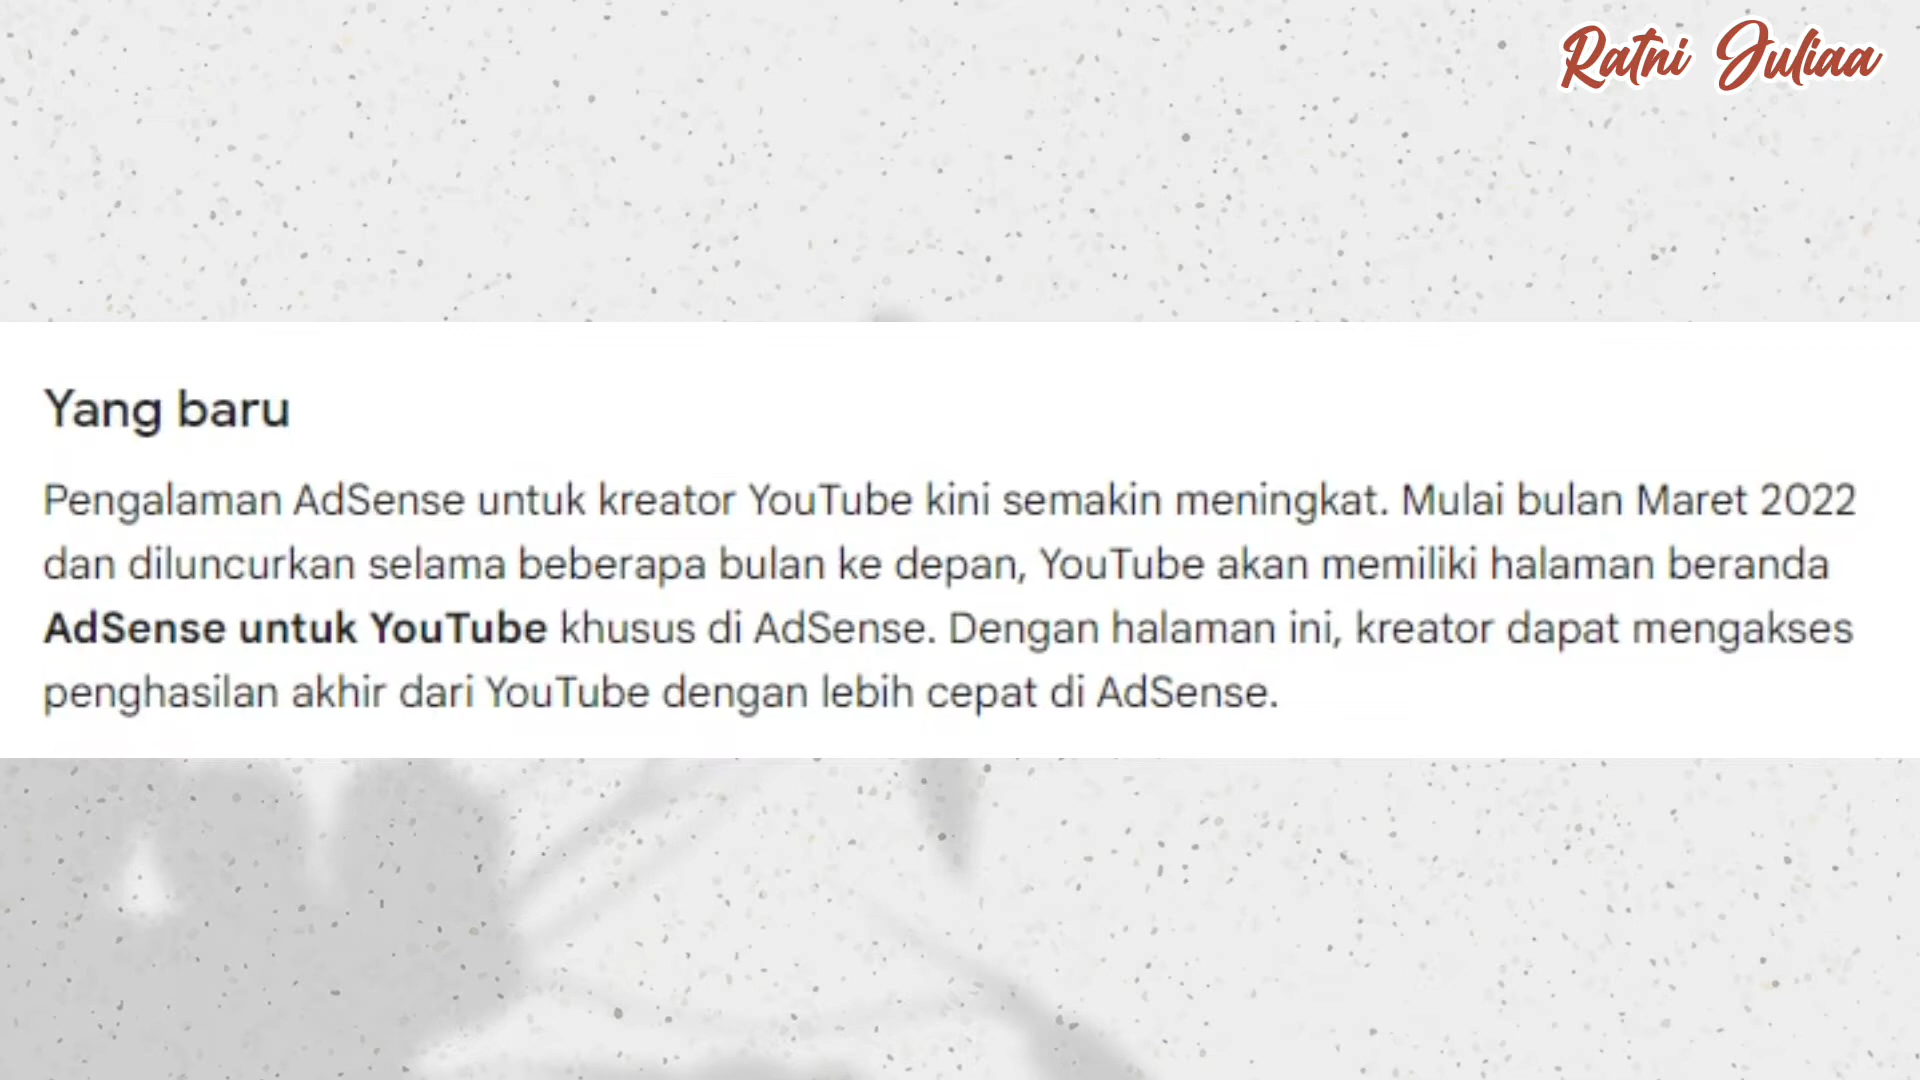 Ratni Juliaa
Yang baru
Pengalaman AdSense untuk kreator YouTube kini semakin meningkat. Mulai bulan Maret 2022
dan diluncurkan selama beberapa bulan ke depan, YouTube akan memiliki halaman beranda
AdSense untuk YouTube khusus di AdSense. Dengan halaman ini, kreator dapat mengakses
penghasilan akhir dari YouTube dengan lebih cepat di AdSense.